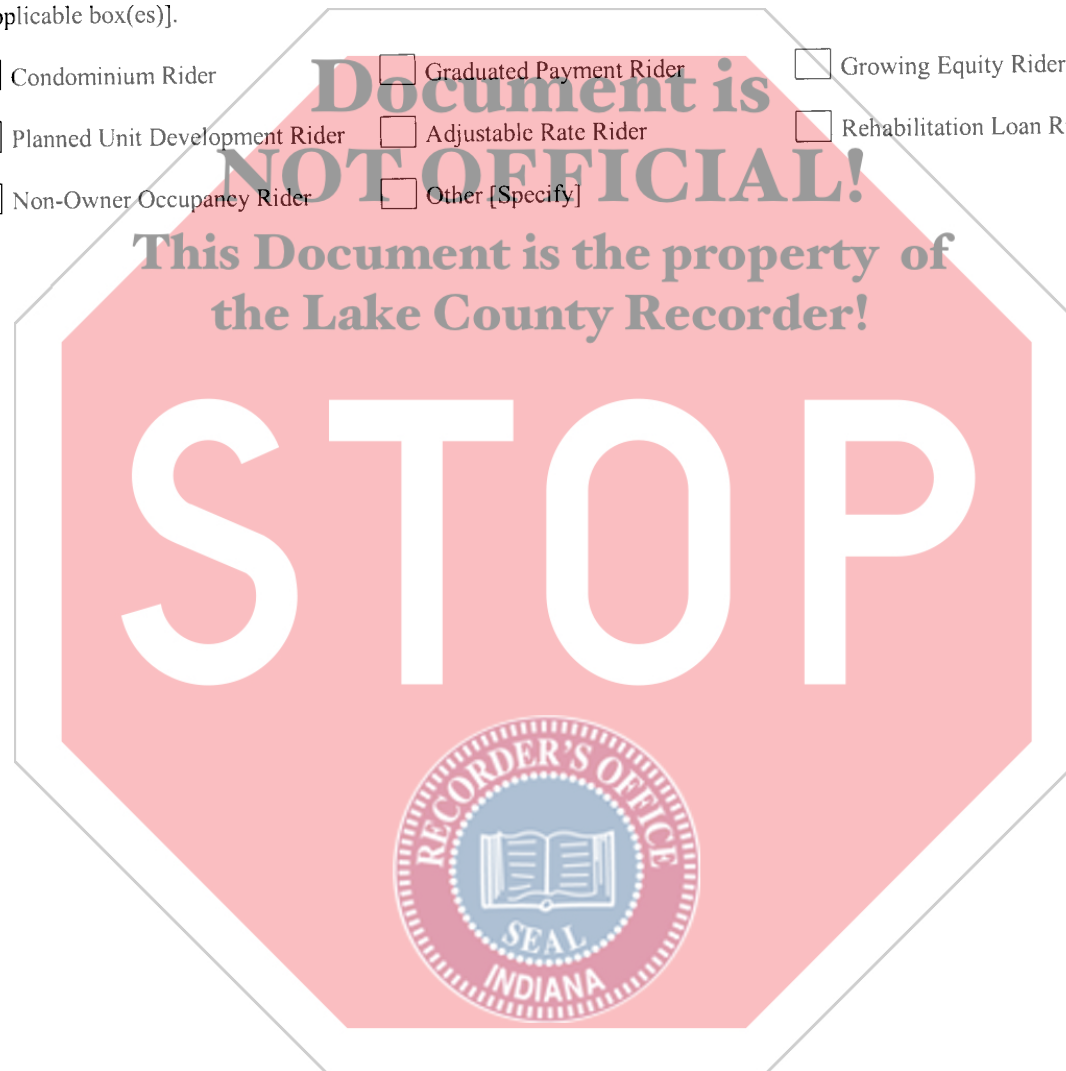 pplicable box(es)].
Condominium Rider Graduated Payment Rider Growing Equity Rider
Planned Unit Development Rider Adjustable Rate Rider Rehabilitation Loan R
Non-Owner Occupancy Rider Other [Specify]
Document is
NOT OFFICIAL!
This Document is the property of
the Lake County Recorder!
STOP
RECORDER'S OFFICE
SEAL
INDIANA